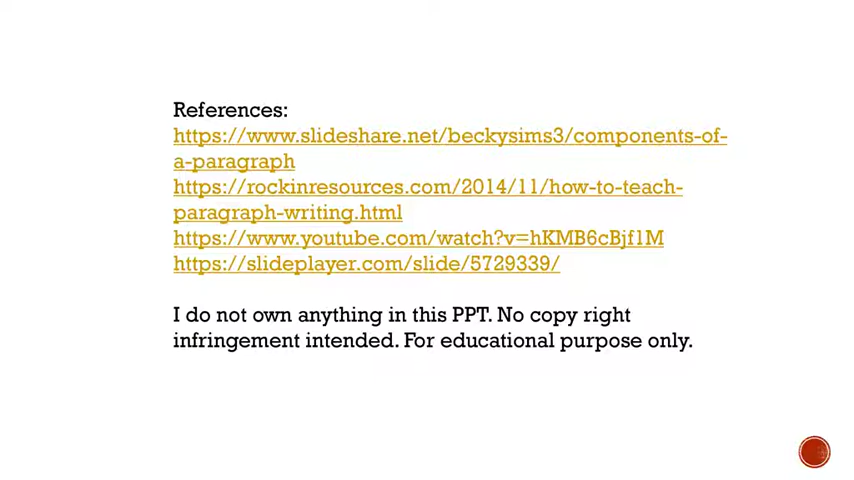 References:
https://www.slideshare.net/beckysims3/components-of-
a-paragraph
https://rockinresources.com/2014/11/how-to-teach-
paragraph-writing.html
https://www.youtube.com/watch?v=hKMB6cBjf1M
https://slideplayer.com/slide/5729339/
I do not own anything in this PPT. No copy right
infringement intended. For educational purpose only.